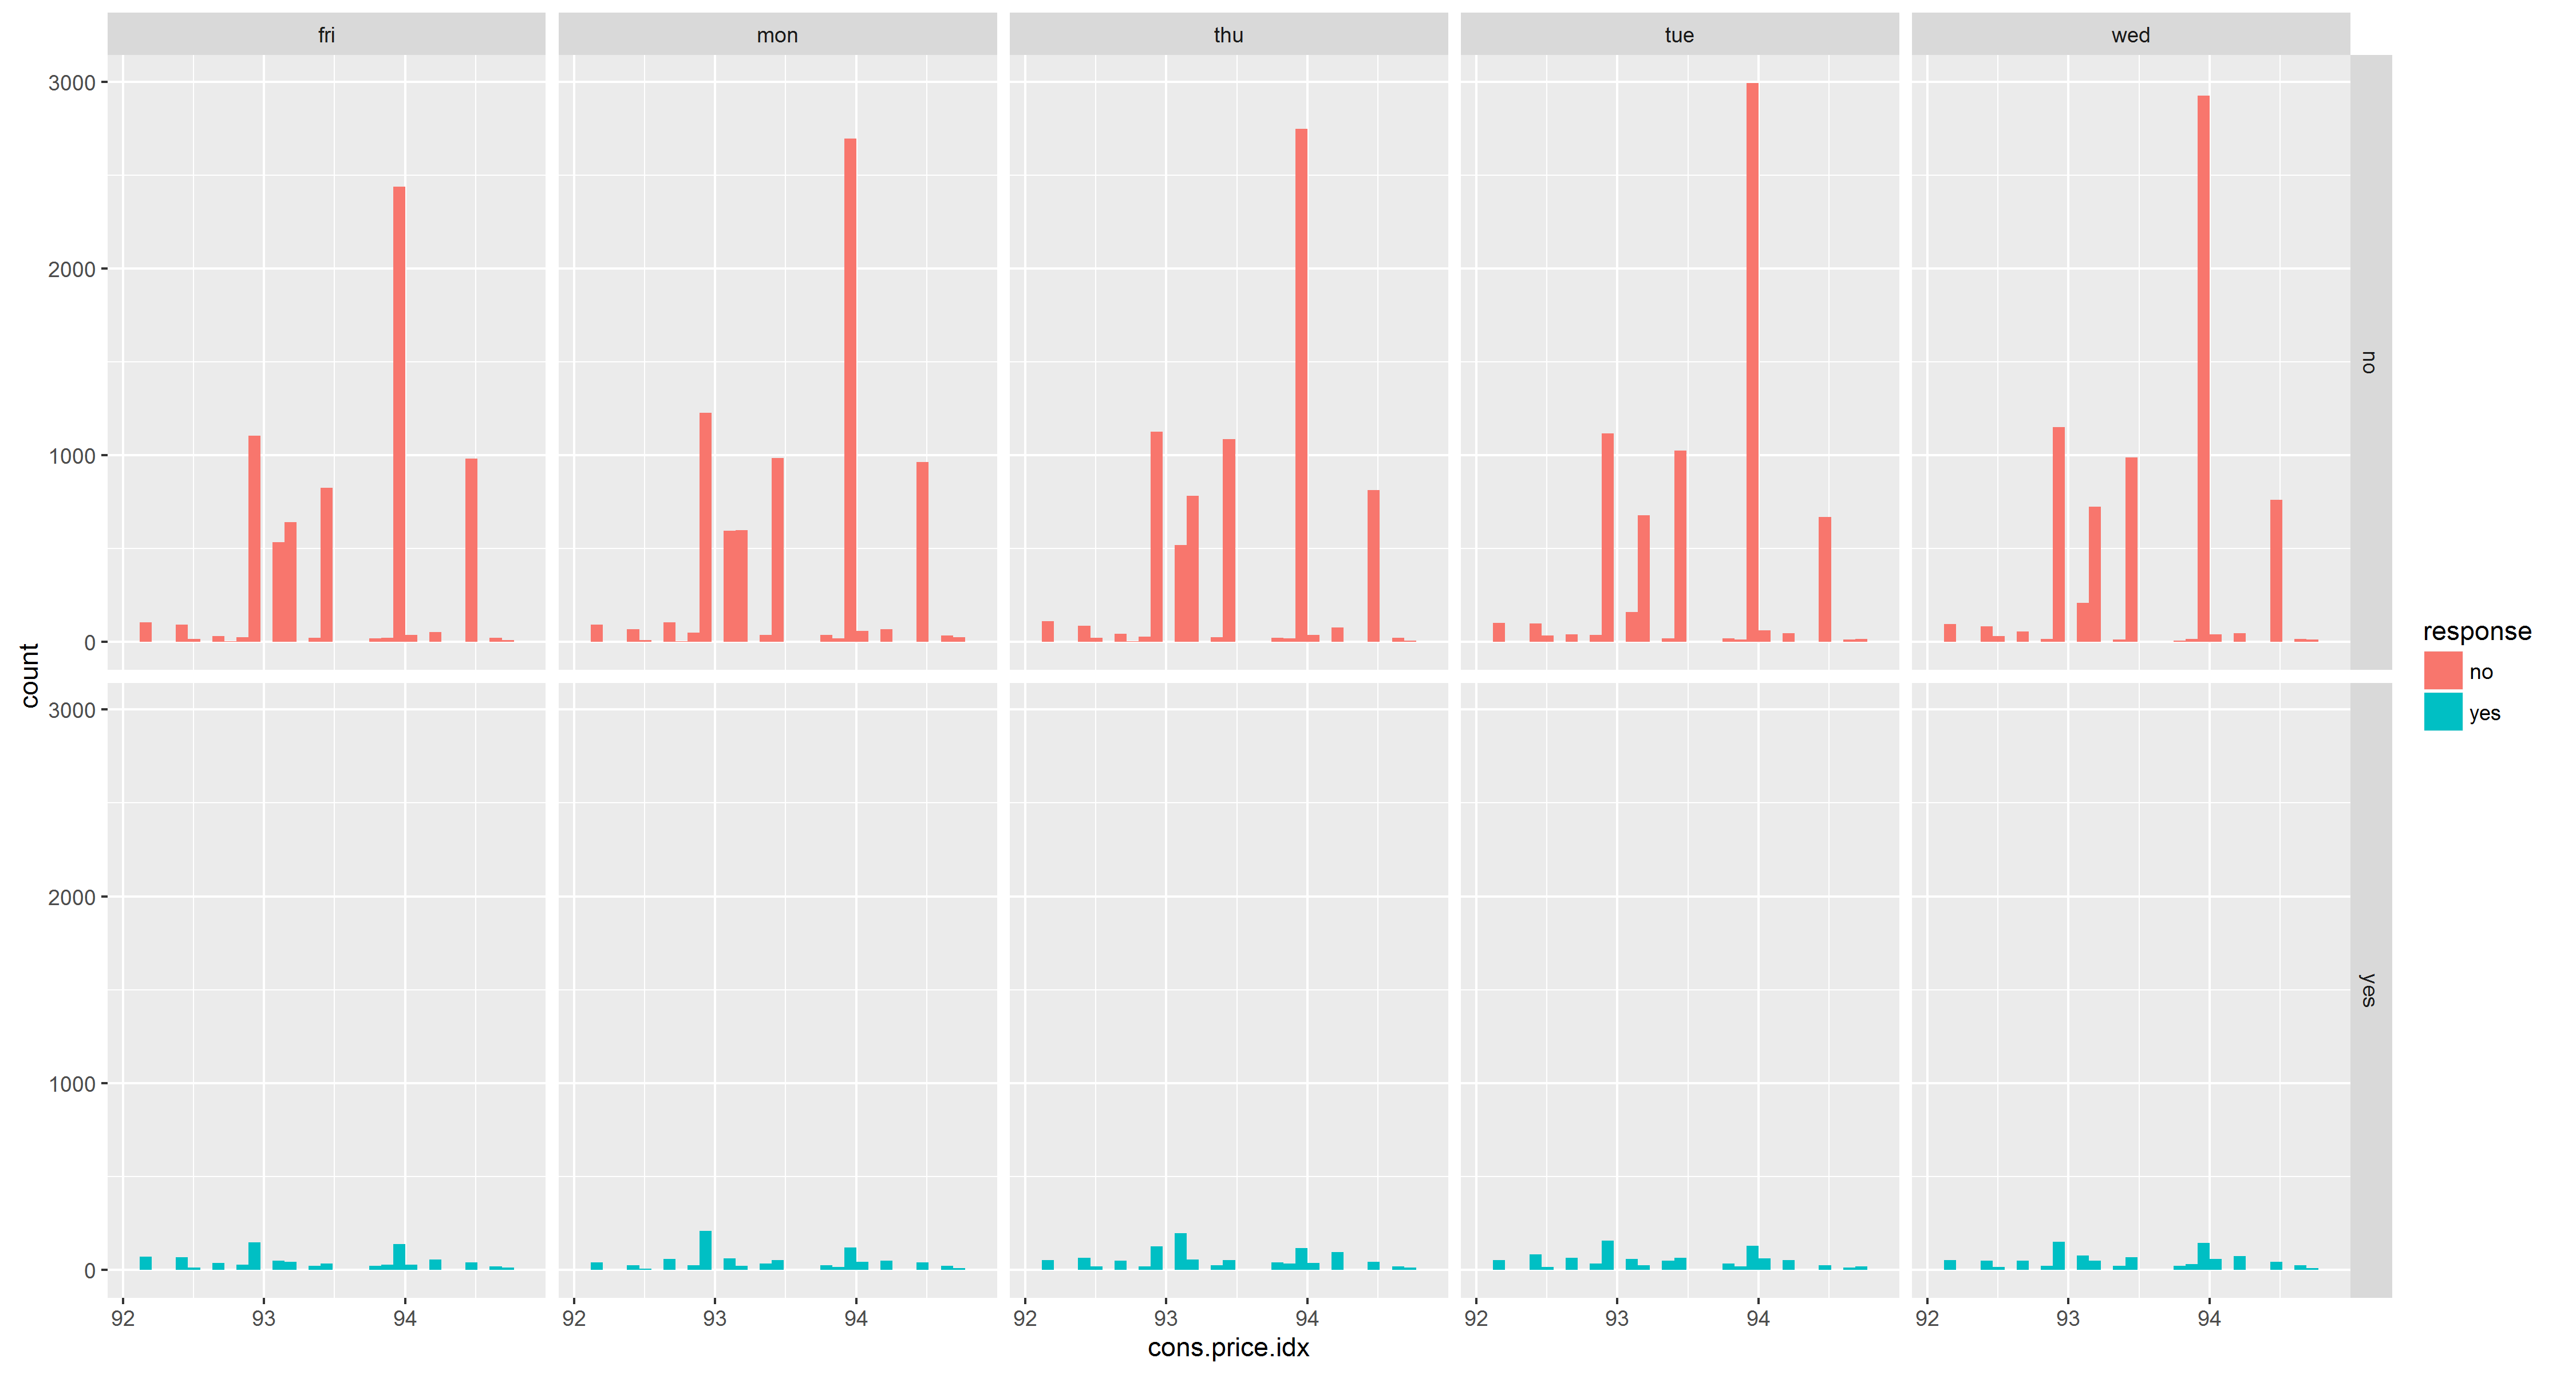 fri mon thu tue wed
3000
2000
1000
0
no
count
3000
2000
1000
0
yes
92 93 94 92 93 94 92 93 94 92 93 94 92 93 94
cons.price.idx
response
no
yes